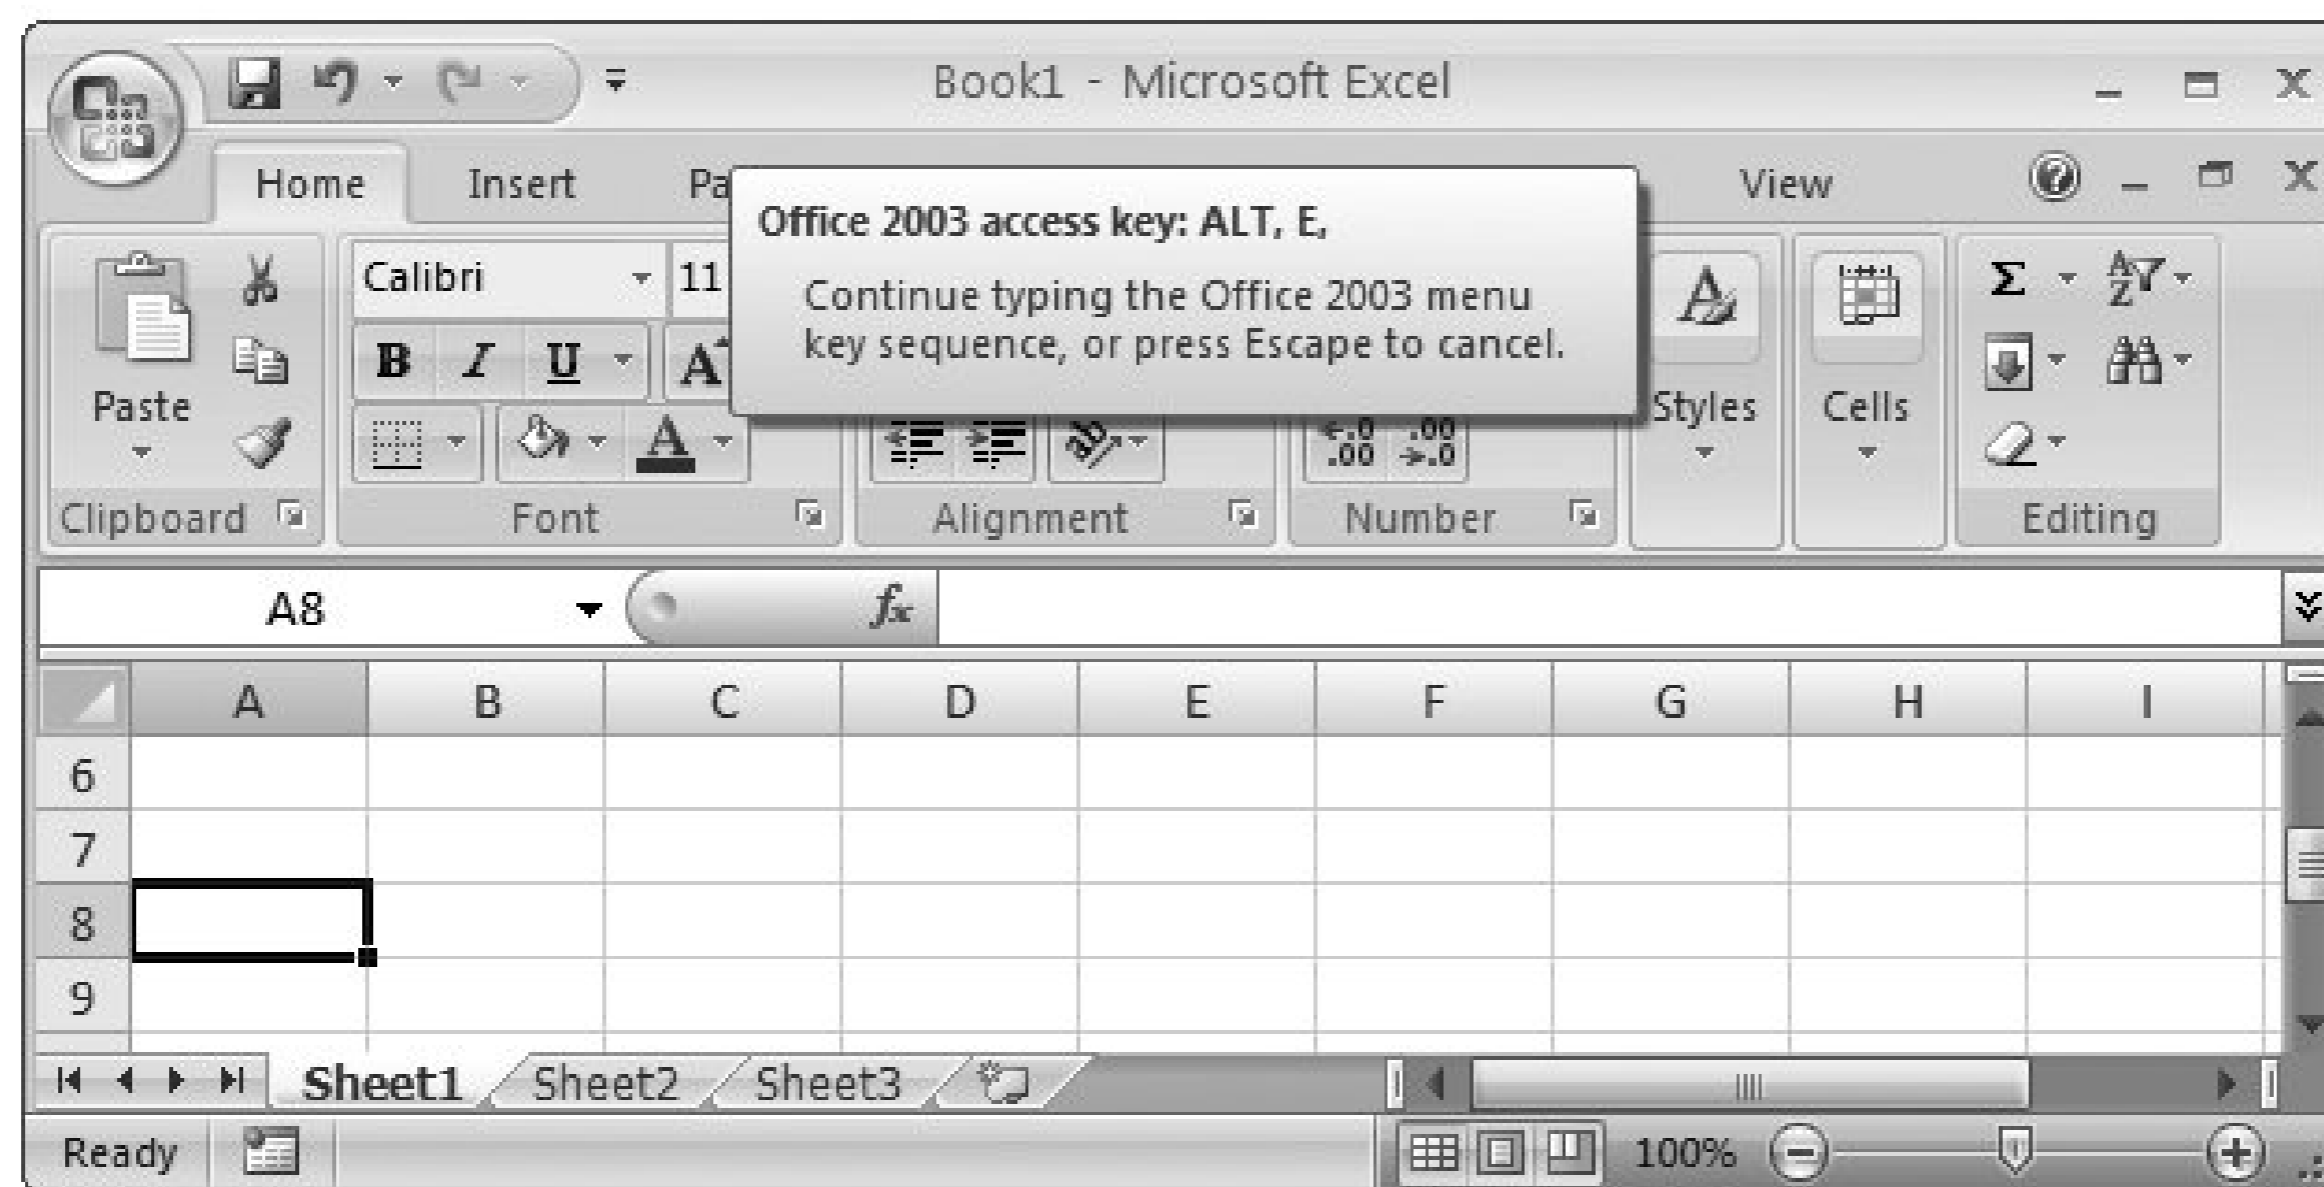 Book1 - Microsoft Excel
Home Insert Pa View
Office 2003 access key: ALT, E,
Continue typing the Office 2003 menu
key sequence, or press Escape to cancel.
Calibri 11
B I U A
Paste Styles Cells
A
Clipboard Font Alignment Number Editing
A8 fx
A B C D E F G H I
6
7
8
9
Sheet1 Sheet2 Sheet3
Ready 100%